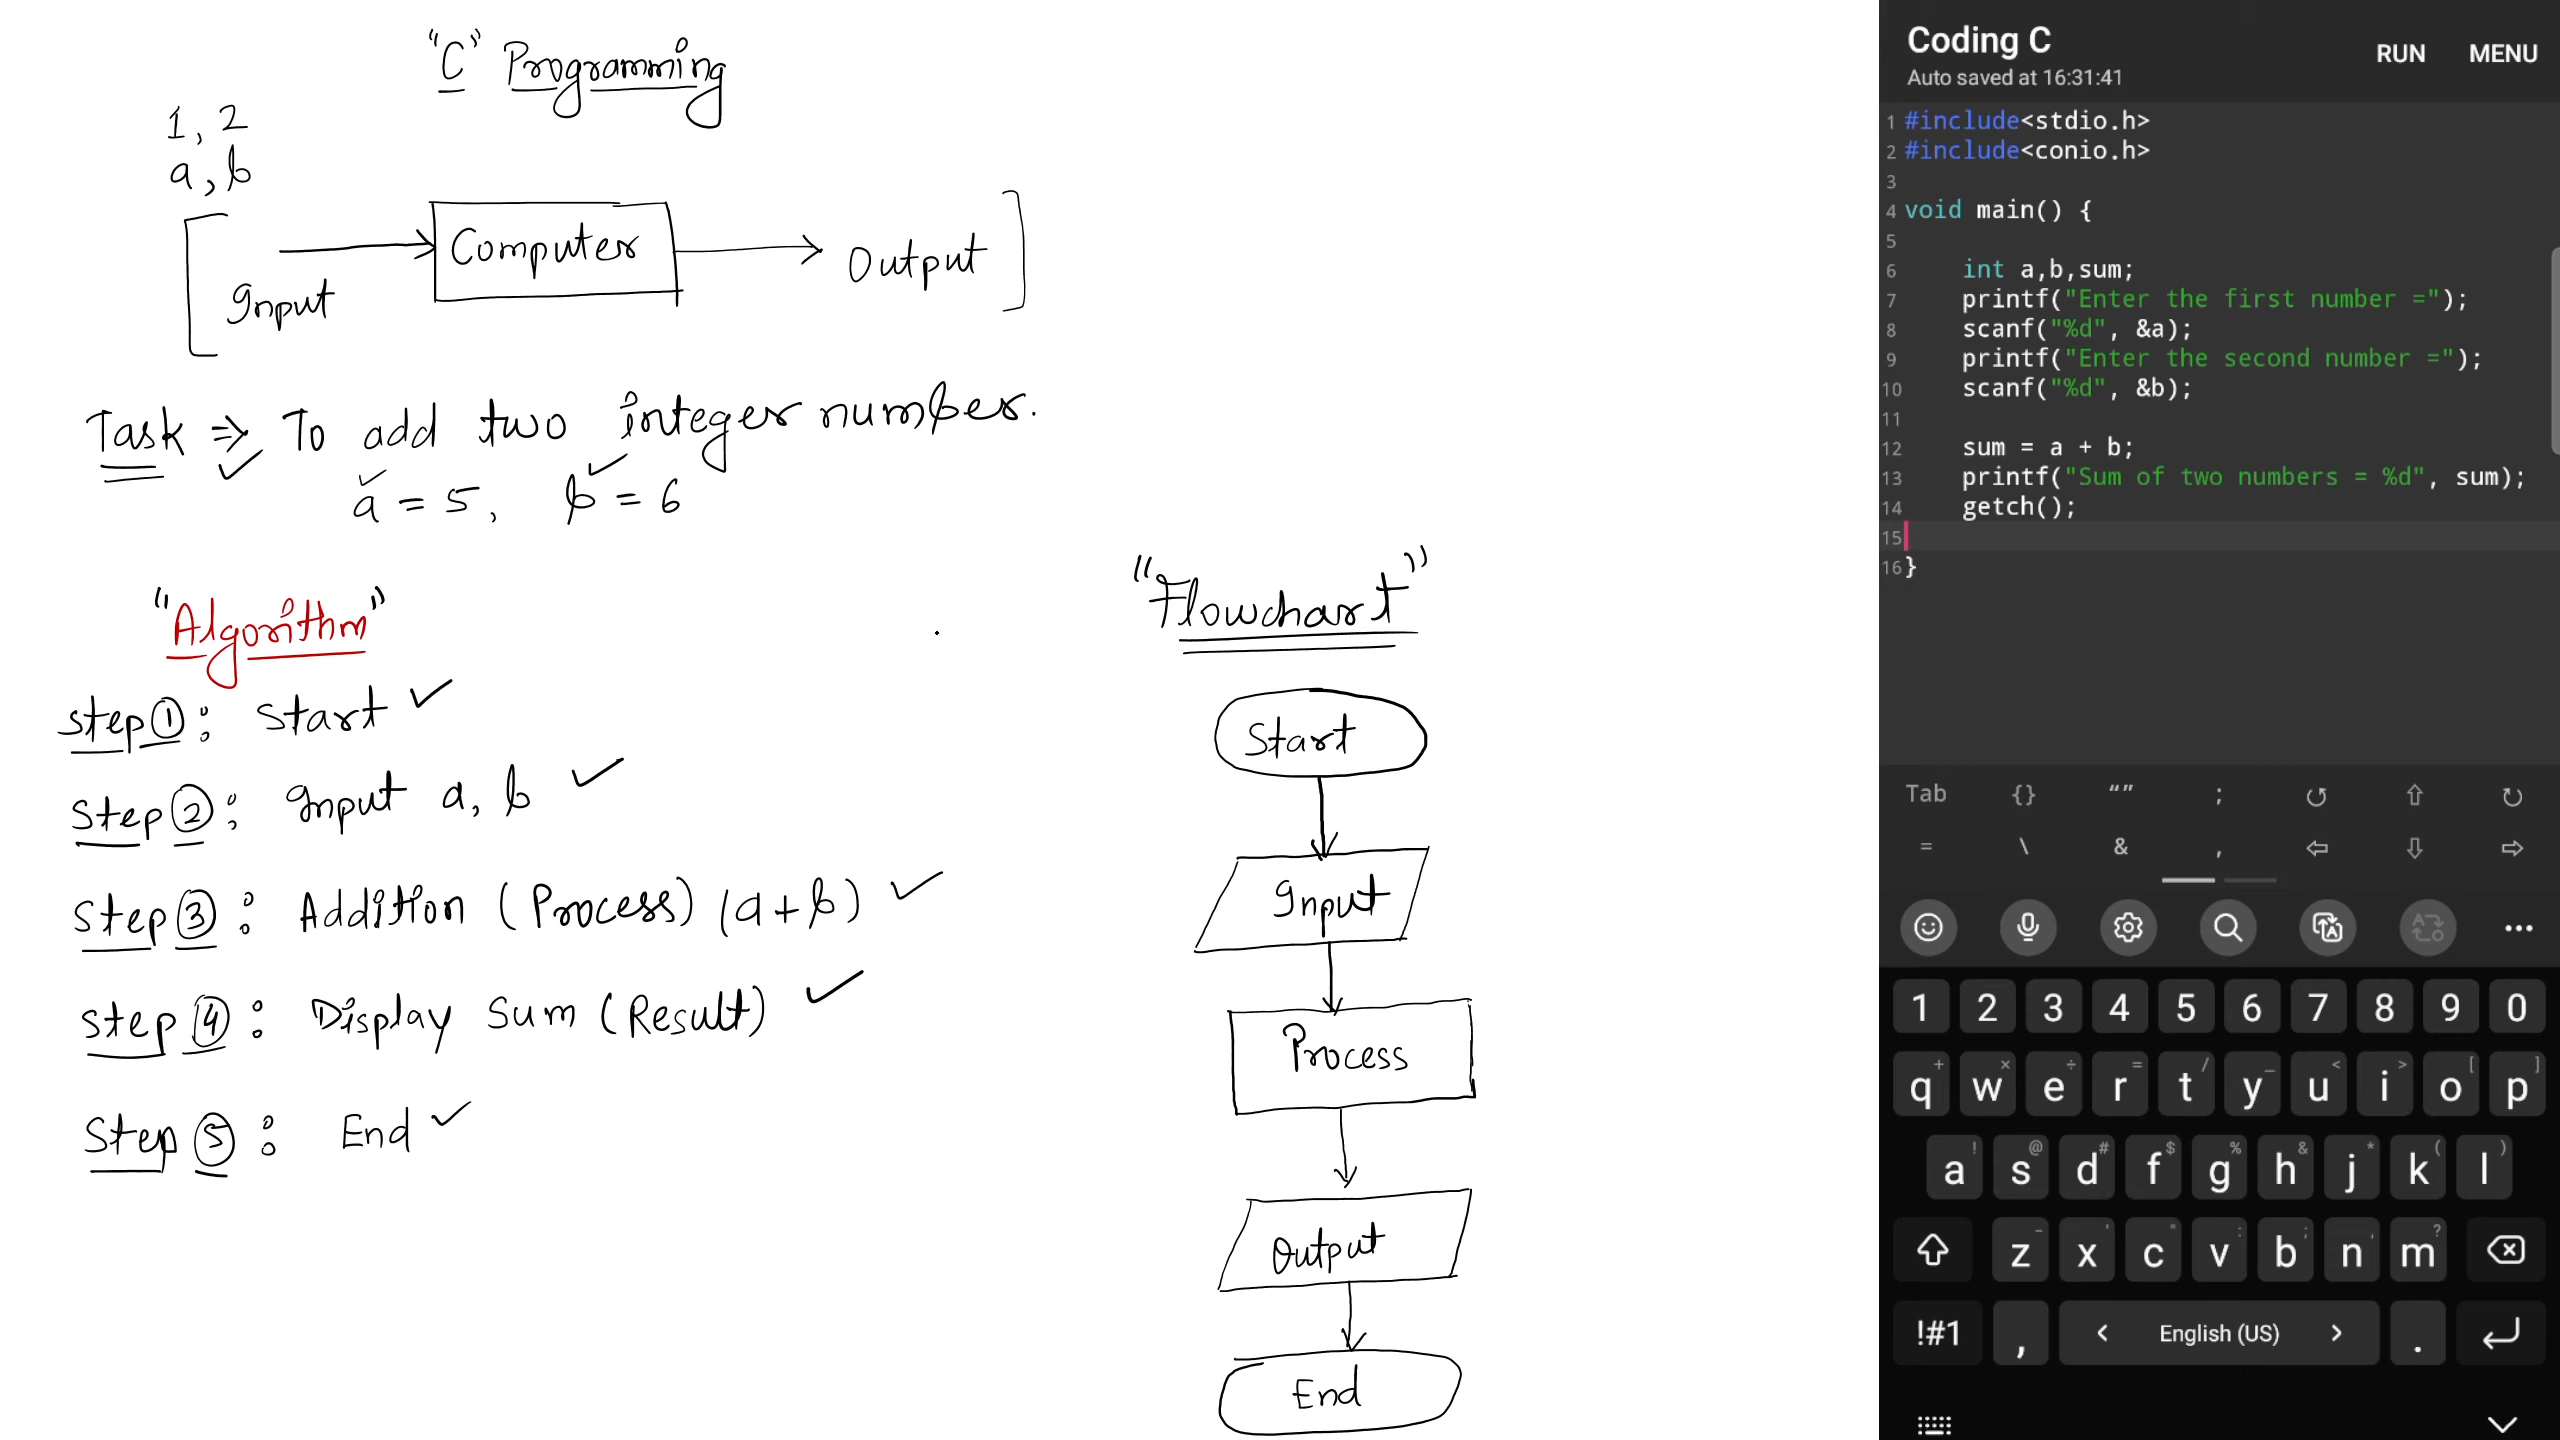 "C" Programming
1, 2
a, b
Input
Computer
Output
Task ⇒ To add two integer number.
a = 5, b = 6
"Algorithm"
Step 1 : Start ✓
Step 2 : Input a, b ✓
Step 3 : Addition (Process) (a+b) ✓
Step 4 : Display Sum (Result) ✓
Step 5 : End ✓
"Flowchart"
Start
Input
Process
Output
End
Coding C
RUN MENU
Auto saved at 16:31:41
1 #include<stdio.h>
2 #include<conio.h>
3
4 void main() {
5
6 int a,b,sum;
7 printf("Enter the first number =");
8 scanf("%d", &a);
9 printf("Enter the second number =");
10 scanf("%d", &b);
11
12 sum = a + b;
13 printf("Sum of two numbers = %d", sum);
14 getch();
15
16 }
Tab {} “” ;
= \ & ,
1 2 3 4 5 6 7 8 9 0
q + w × e ÷ r = t / y _ u < i > o [ p ]
a ! s @ d # f $ g % h & j * k ( l )
z - x ' c " v : b ; n , m ?
!#1 , < English (US) > .